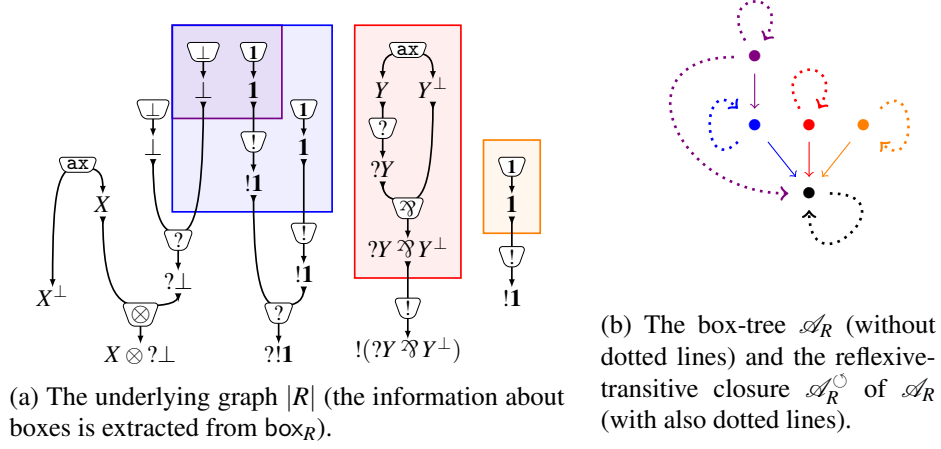 ⊥ 1 ax
⊥ 1 Y Y⊥
⊥ 1 ?
⊥ ! 1 ?Y 1
ax !1 1
X ? ! ⅋ !
?⊥ !1 ?Y ⅋ Y⊥ !1
X⊥ ⊗ ? !
X ⊗ ?⊥ ?!1 !(?Y ⅋ Y⊥)
(a) The underlying graph |R| (the information about
boxes is extracted from box_R).
(b) The box-tree 𝒜_R (without
dotted lines) and the reflexive-
transitive closure 𝒜_R^↺ of 𝒜_R
(with also dotted lines).